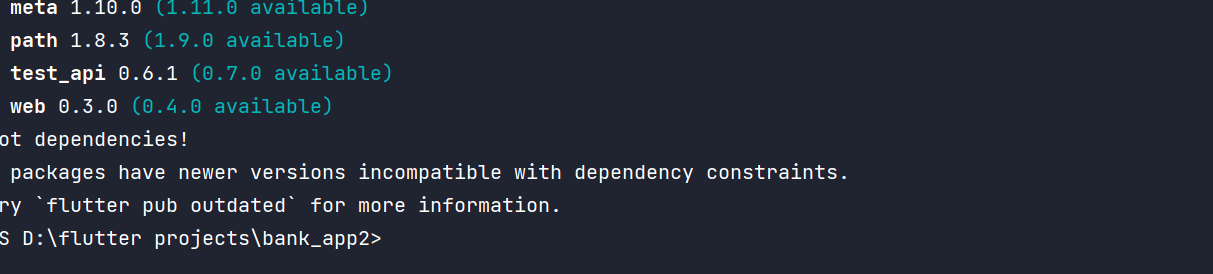 meta 1.10.0 (1.11.0 available)
path 1.8.3 (1.9.0 available)
test_api 0.6.1 (0.7.0 available)
web 0.3.0 (0.4.0 available)
ot dependencies!
packages have newer versions incompatible with dependency constraints.
ry `flutter pub outdated` for more information.
S D:\flutter projects\bank_app2>